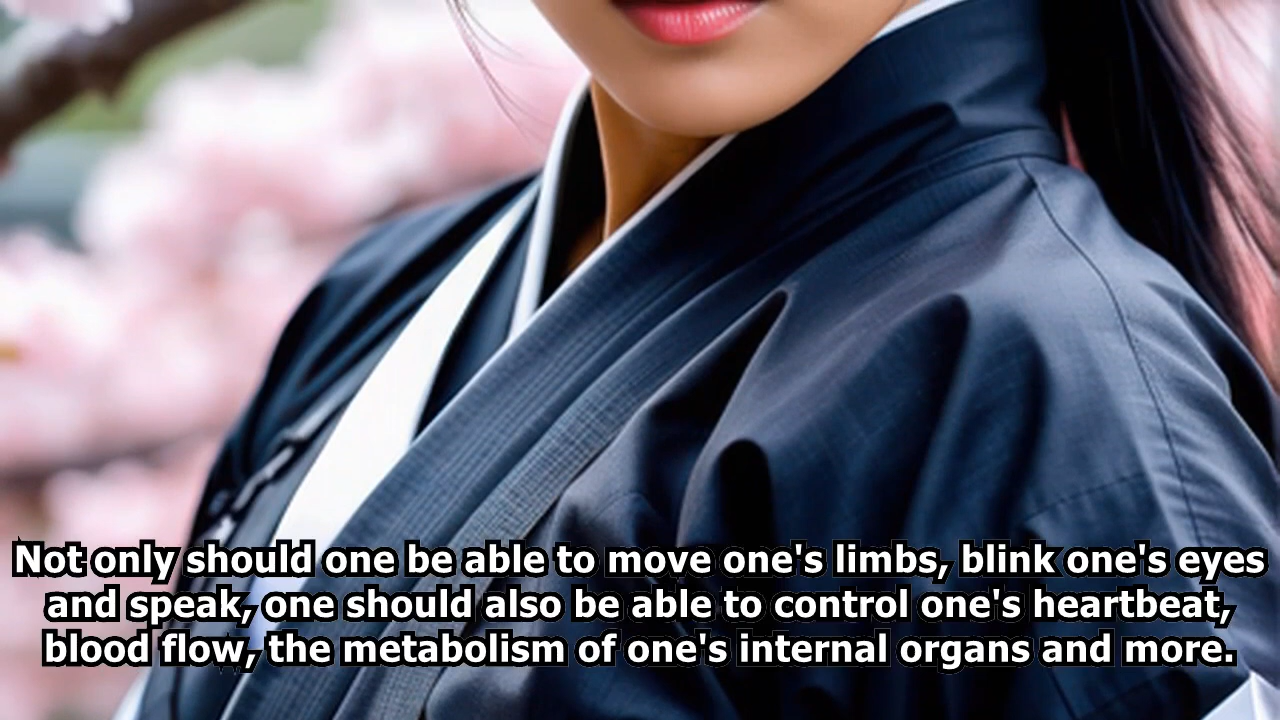 Not only should one be able to move one's limbs, blink one's eyes
and speak, one should also be able to control one's heartbeat,
blood flow, the metabolism of one's internal organs and more.